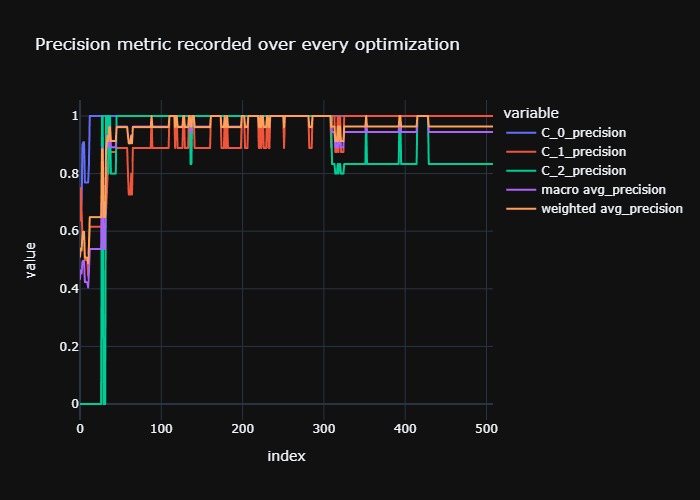 Precision metric recorded over every optimization
variable
C_0_precision
C_1_precision
C_2_precision
macro avg_precision
weighted avg_precision
value
1
0.8
0.6
0.4
0.2
0
0 100 200 300 400 500
index